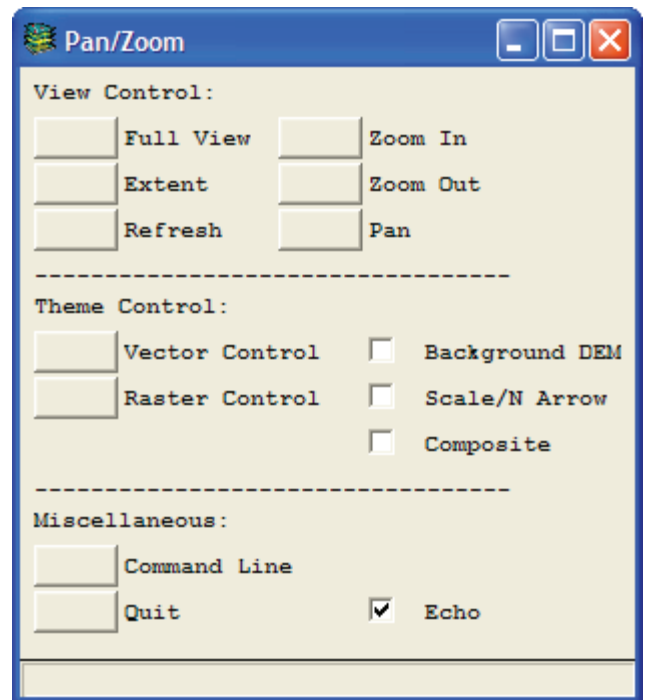 Pan/Zoom
View Control:
Full View Zoom In
Extent Zoom Out
Refresh Pan
----------------------------------
Theme Control:
Vector Control Background DEM
Raster Control Scale/N Arrow
Composite
----------------------------------
Miscellaneous:
Command Line
Quit Echo